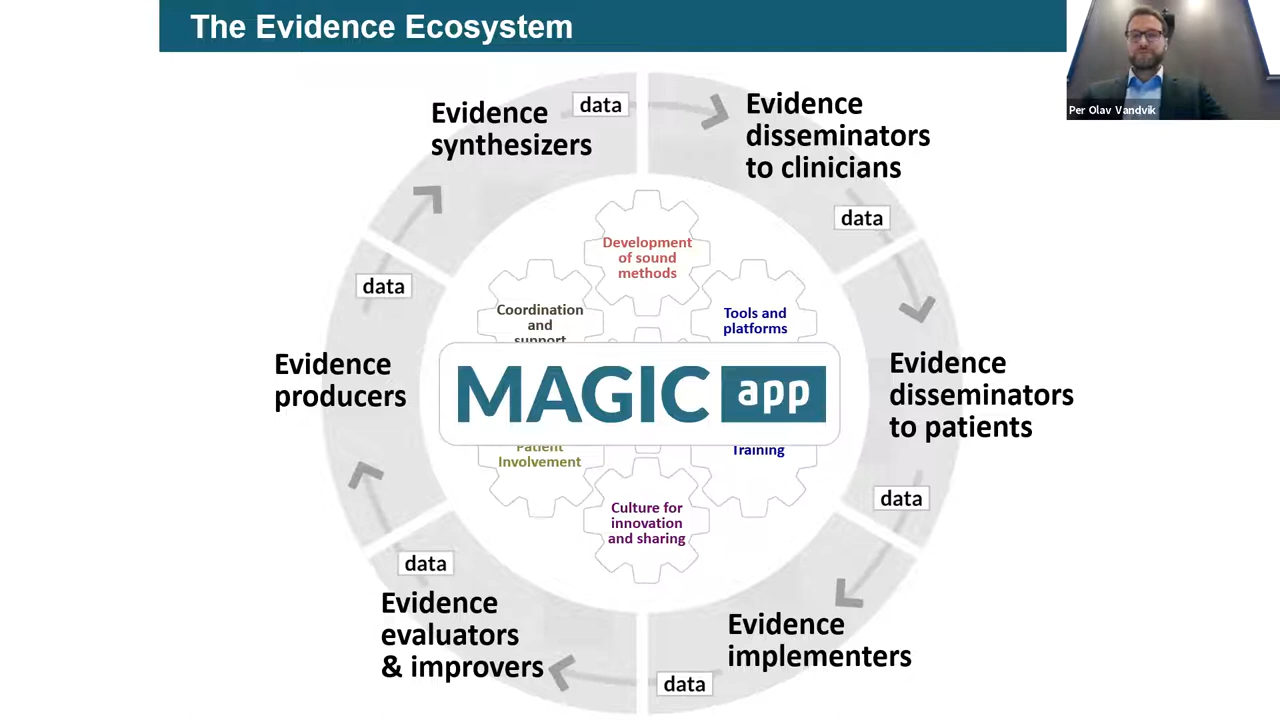 The Evidence Ecosystem
Per Olav Vandvik
Evidence
synthesizers
data
Evidence
disseminators
to clinicians
data
Evidence
disseminators
to patients
data
Evidence
implementers
data
Evidence
evaluators
& improvers
data
Evidence
producers
data
Development
of sound
methods
Coordination
and
support
Tools and
platforms
MAGIC app
Patient
Involvement
Training
Culture for
innovation
and sharing